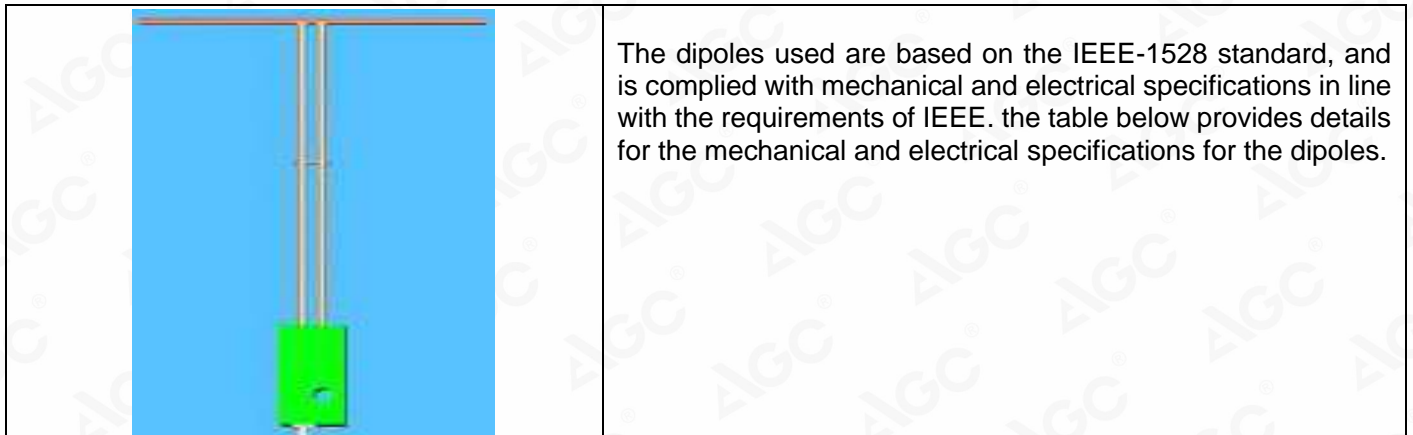 The dipoles used are based on the IEEE-1528 standard, and
is complied with mechanical and electrical specifications in line
with the requirements of IEEE. the table below provides details
for the mechanical and electrical specifications for the dipoles.